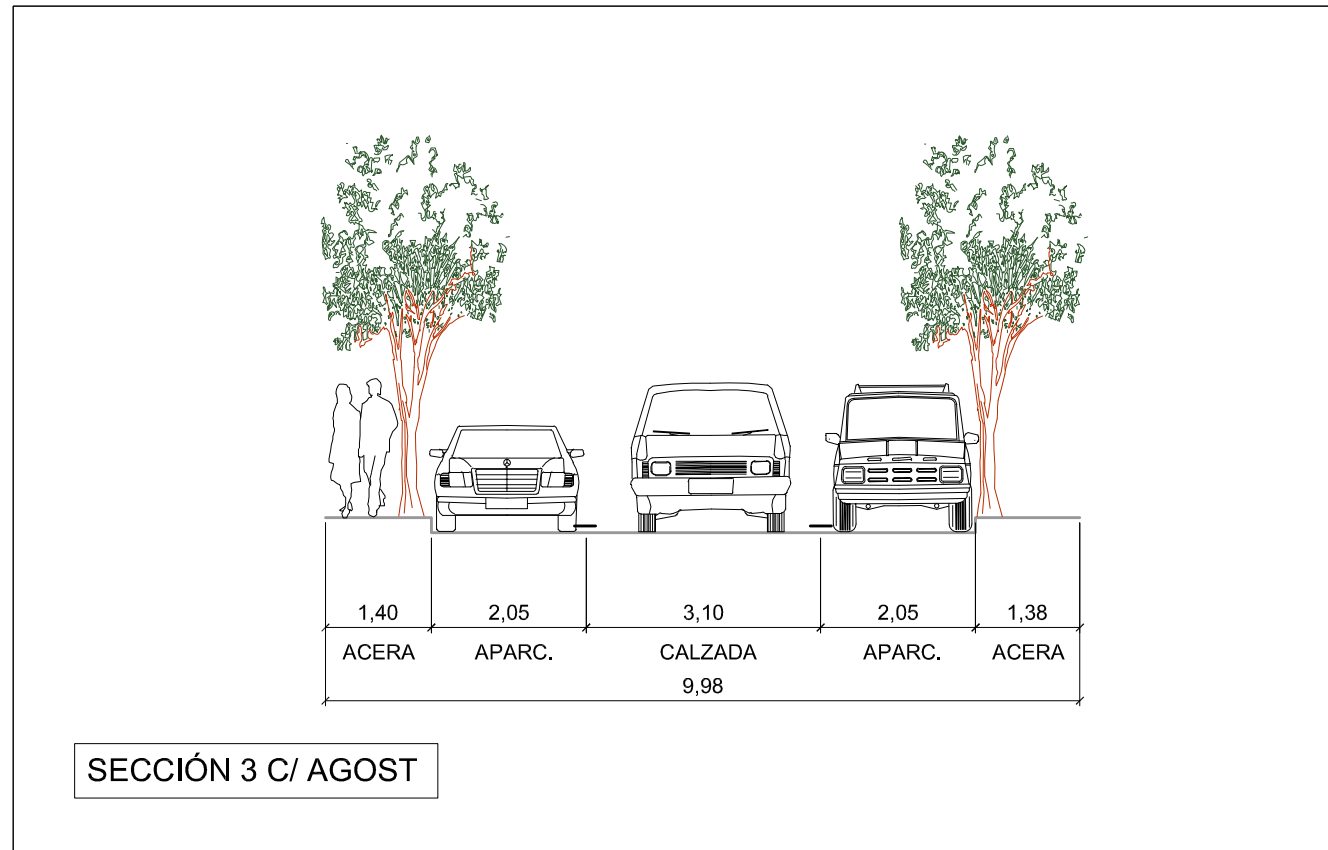 1,40 2,05 3,10 2,05 1,38
ACERA APARC. CALZADA APARC. ACERA
9,98
SECCIÓN 3 C/ AGOST